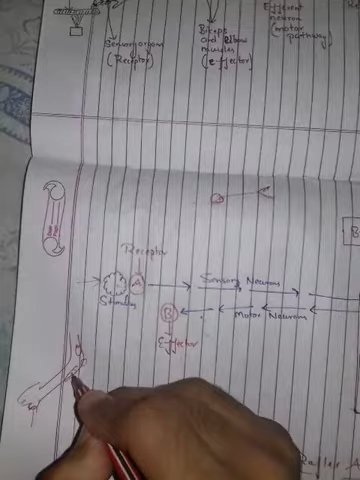 Sensory organ
(Receptor)
Biceps
and elbow
muscles
(effector)
Efferent
neuron
(motor
pathway)
Receptor
A
Stimulus
Sensory Neurons
B
Motor Neurons
Effector
B
Reflex A